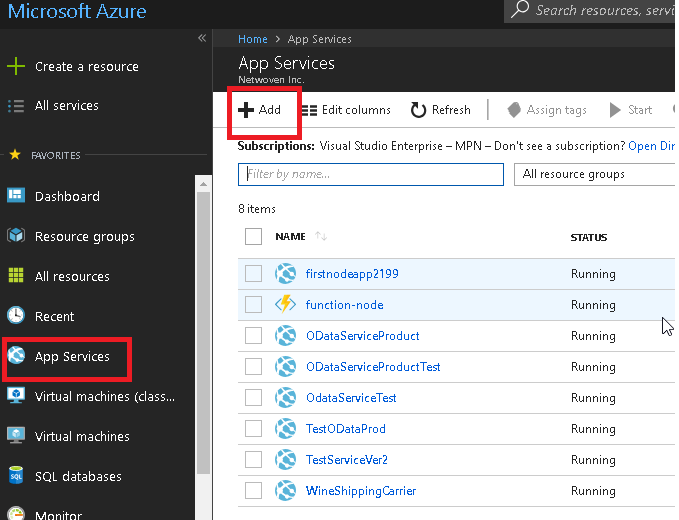 Microsoft Azure
Search resources, servi
«
Create a resource
All services
FAVORITES
Dashboard
Resource groups
All resources
Recent
App Services
Virtual machines (class...
Virtual machines
SQL databases
SQL
Monitor
Home > App Services
App Services
Netwoven Inc.
Add
Edit columns
Refresh
Assign tags
Start
Subscriptions: Visual Studio Enterprise – MPN – Don't see a subscription? Open Dir
Filter by name...
All resource groups
8 items
NAME STATUS
firstnodeapp2199 Running
function-node Running
ODataServiceProduct Running
ODataServiceProductTest Running
OdataServiceTest Running
TestODataProd Running
TestServiceVer2 Running
WineShippingCarrier Running